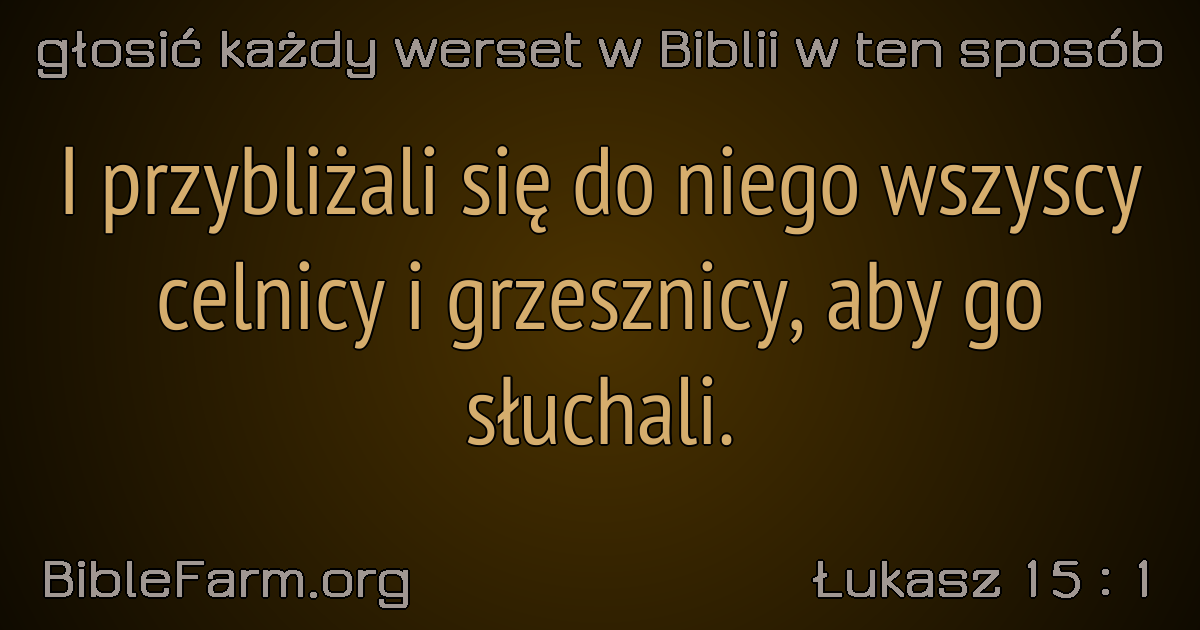 głosić każdy werset w Biblii w ten sposób
I przybliżali się do niego wszyscy
celnicy i grzesznicy, aby go
słuchali.
BibleFarm.org
Łukasz 15 : 1